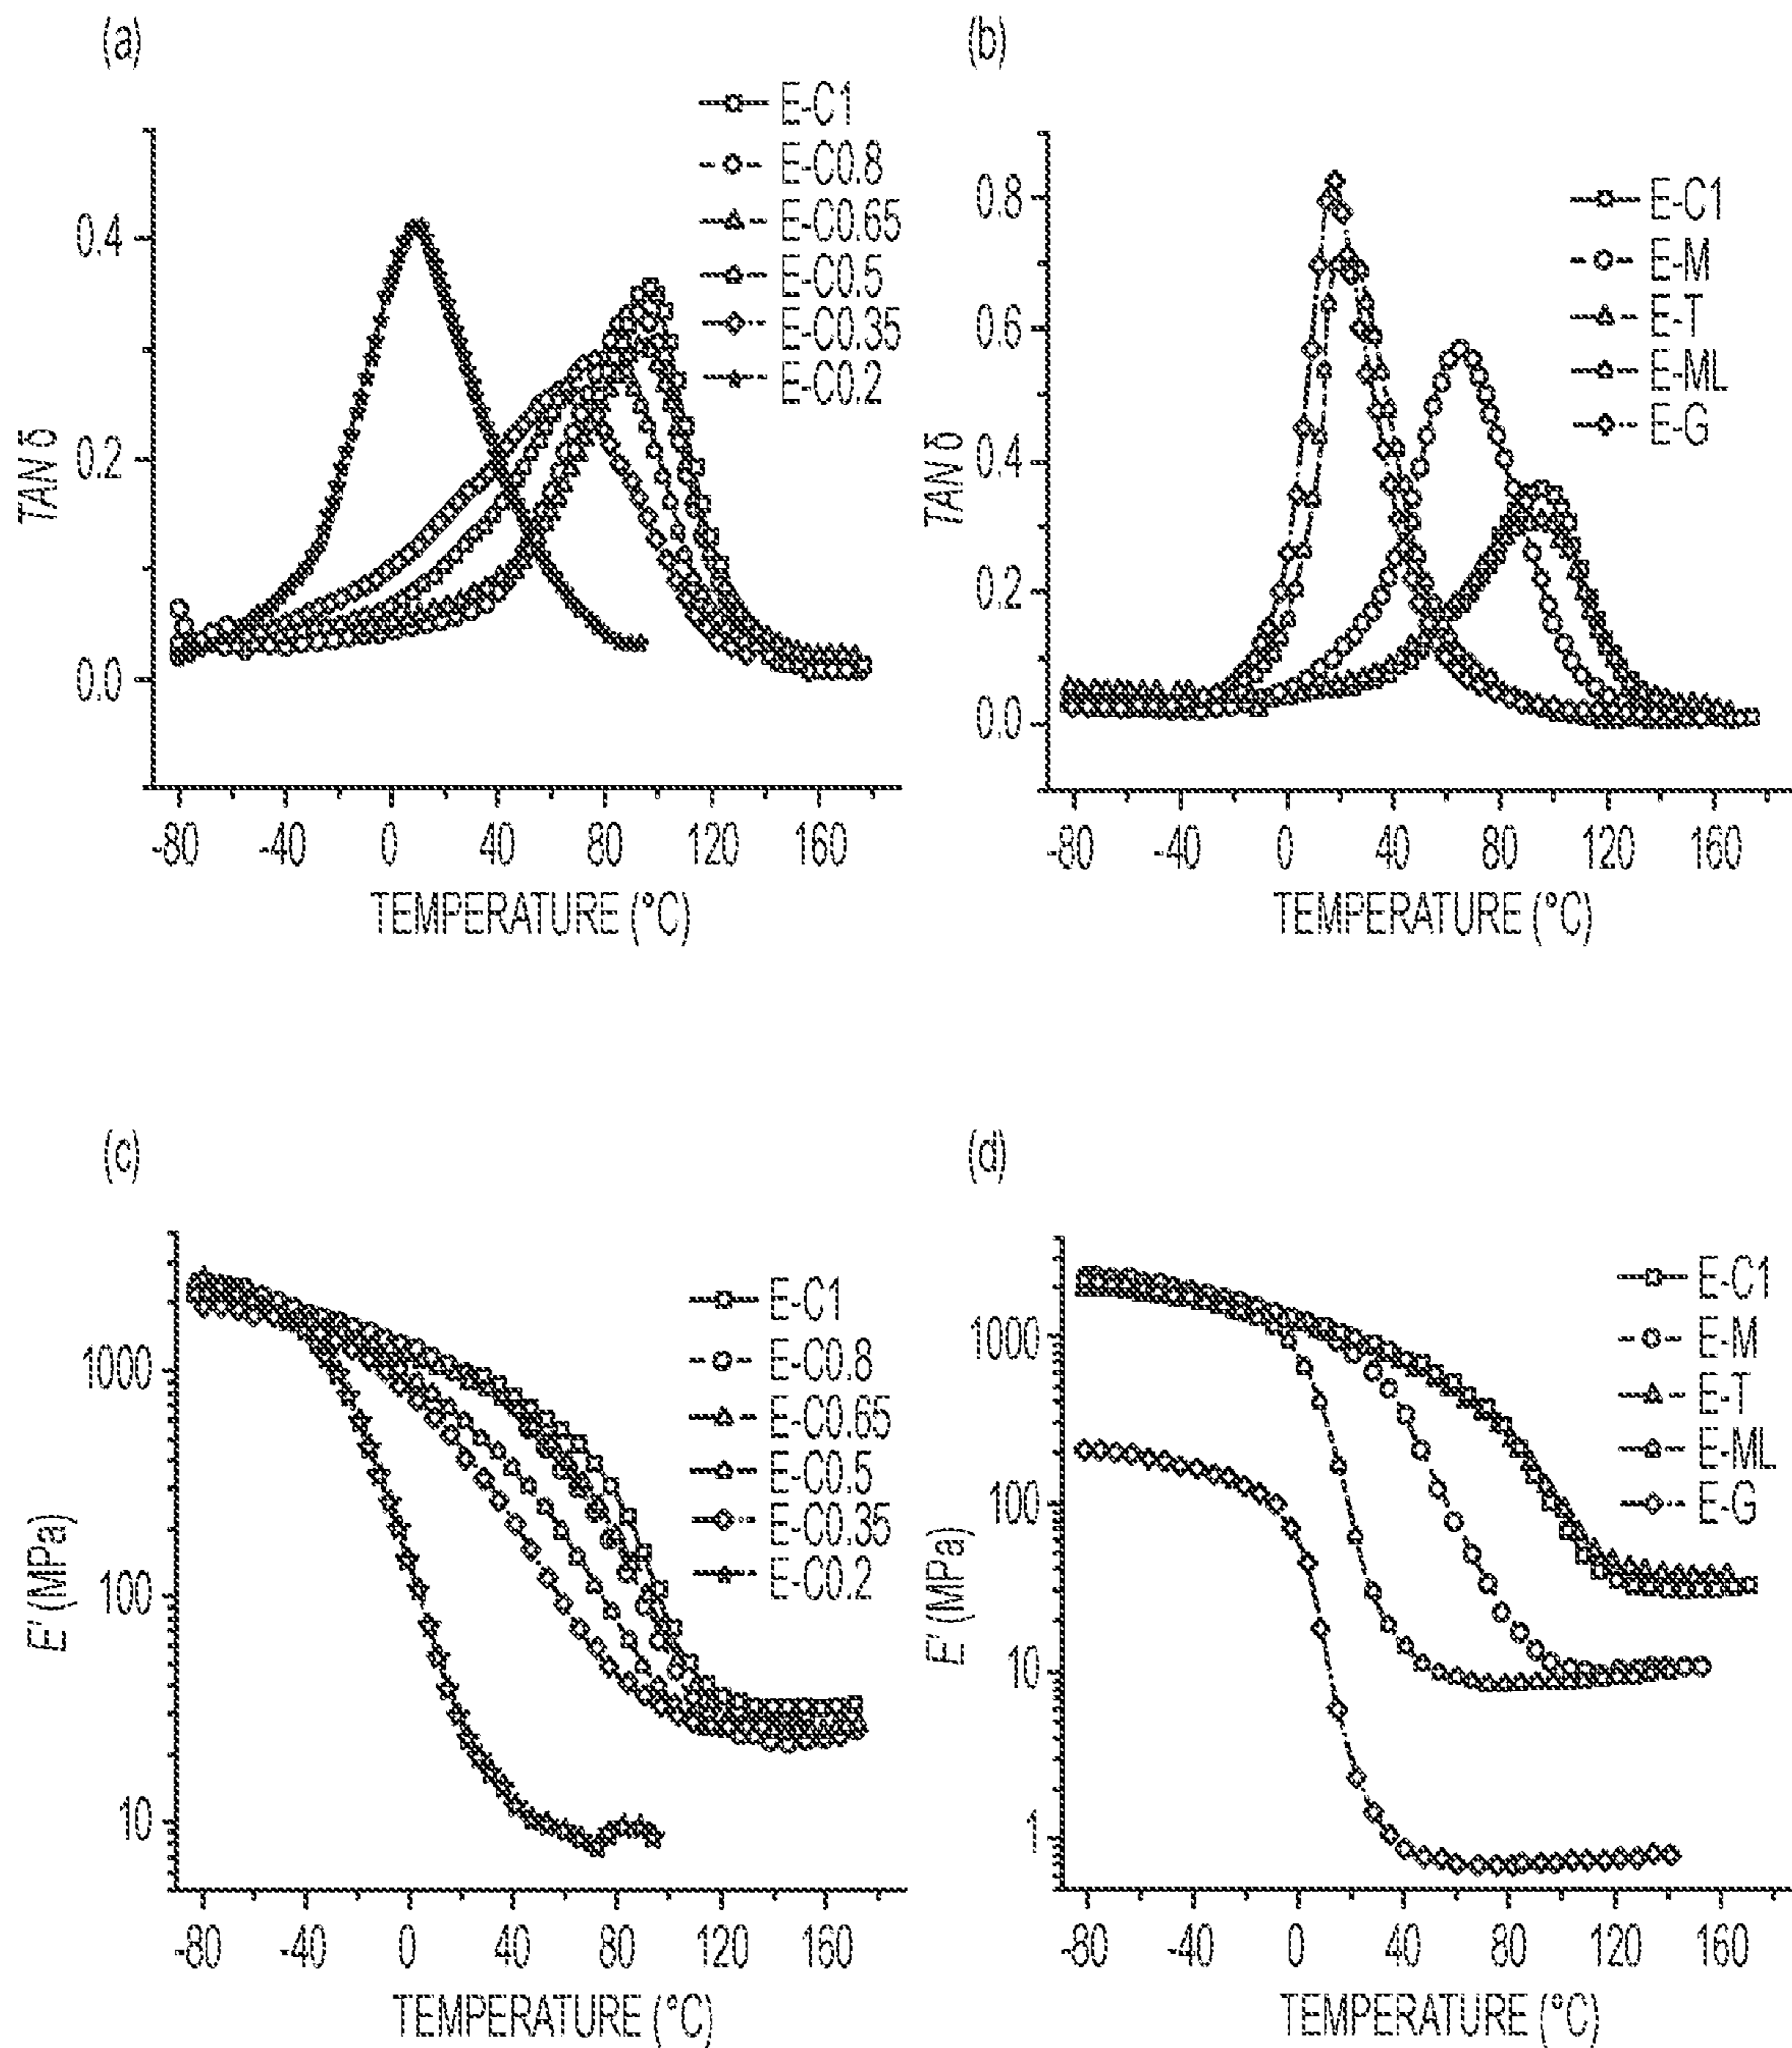 (a)
E-C1
E-C0.8
E-C0.65
E-C0.5
E-C0.35
E-C0.2
0.4
0.2
0.0
TAN δ
-80 -40 0 40 80 120 160
TEMPERATURE (°C)
(b)
E-C1
E-M
E-T
E-ML
E-G
0.8
0.6
0.4
0.2
0.0
TAN δ
-80 -40 0 40 80 120 160
TEMPERATURE (°C)
(c)
E-C1
E-C0.8
E-C0.65
E-C0.5
E-C0.35
E-C0.2
1000
100
10
E' (MPa)
-80 -40 0 40 80 120 160
TEMPERATURE (°C)
(d)
E-C1
E-M
E-T
E-ML
E-G
1000
100
10
1
E' (MPa)
-80 -40 0 40 80 120 160
TEMPERATURE (°C)